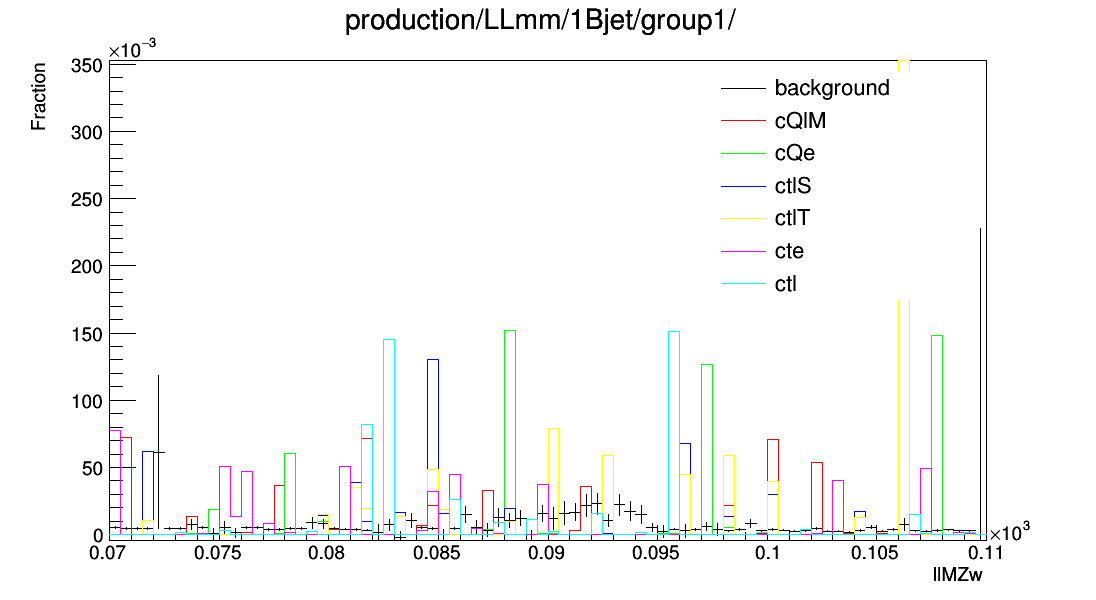 production/LLmm/1Bjet/group1/
×10⁻³
Fraction
350
300
250
200
150
100
50
0
background
cQlM
cQe
ctlS
ctlT
cte
ctl
0.07 0.075 0.08 0.085 0.09 0.095 0.1 0.105 0.11
×10³
llMZw